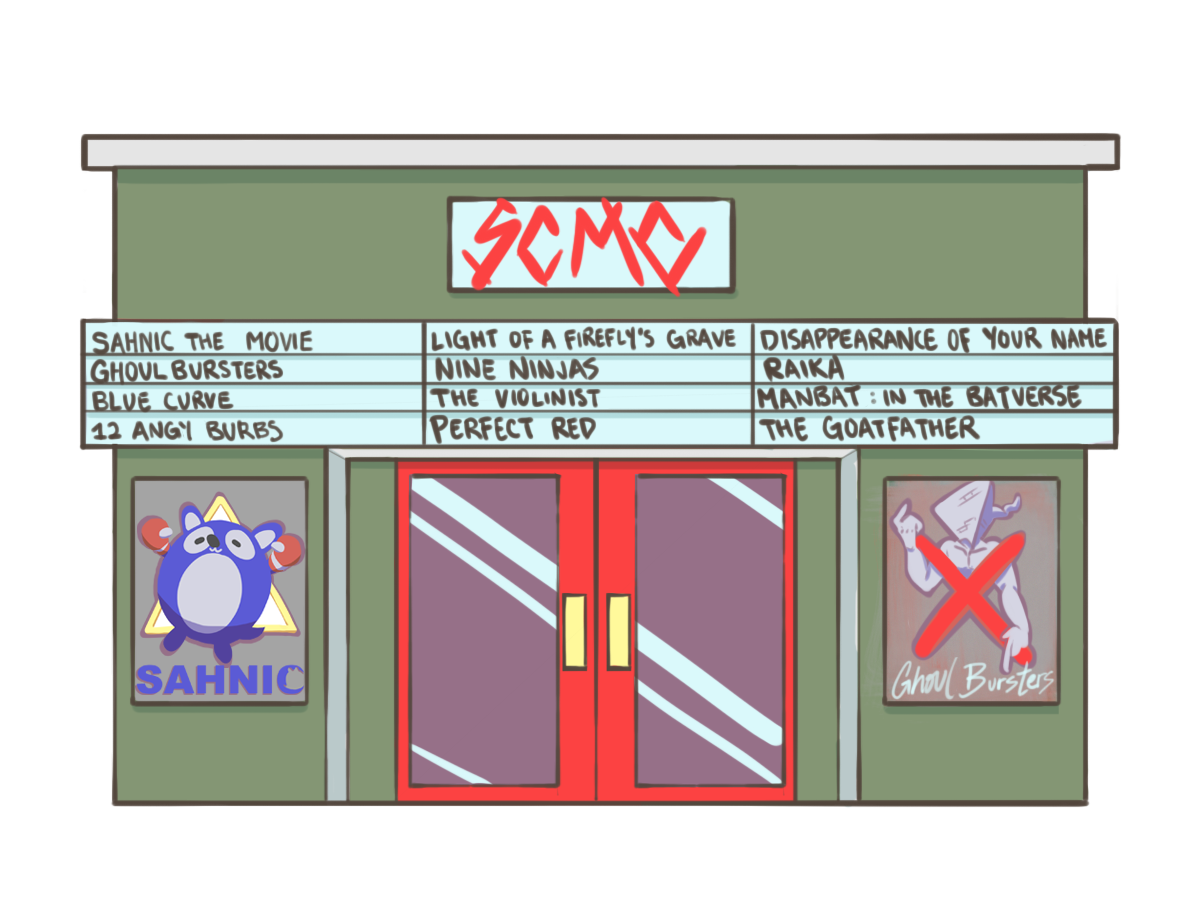 SCMC
SAHNIC THE MOVIE
GHOUL BURSTERS
BLUE CURVE
12 ANGY BURBS
LIGHT OF A FIREFLY'S GRAVE
NINE NINJAS
THE VIOLINIST
PERFECT RED
DISAPPEARANCE OF YOUR NAME
RAIKA
MANBAT : IN THE BATVERSE
THE GOATFATHER
SAHNIC
Ghoul Bursters